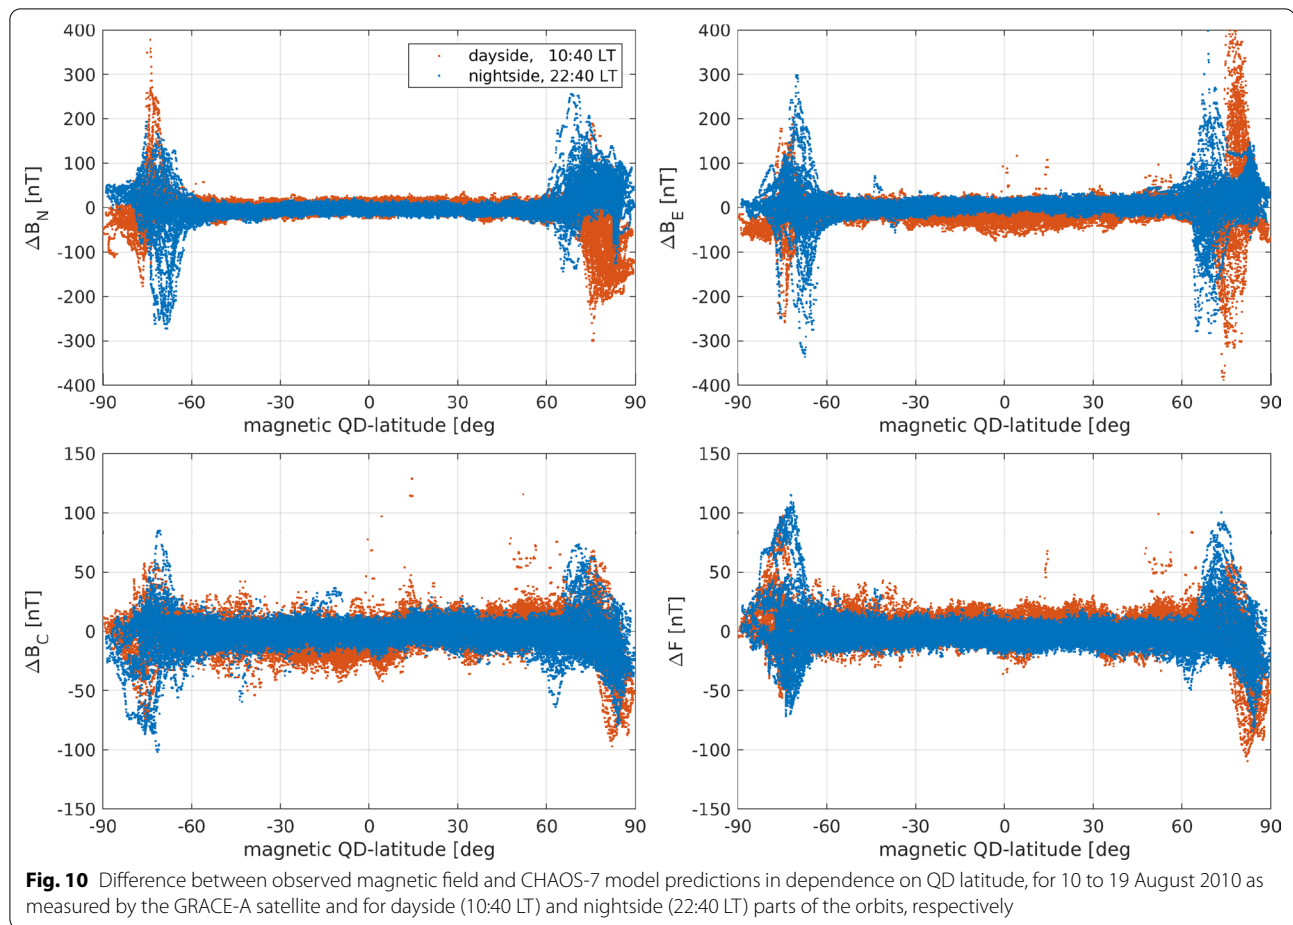 400
300
200
100
0
-100
-200
-300
-400
ΔB_N [nT]
dayside, 10:40 LT
nightside, 22:40 LT
-90 -60 -30 0 30 60 90
magnetic QD-latitude [deg
400
300
200
100
0
-100
-200
-300
-400
ΔB_E [nT]
-90 -60 -30 0 30 60 90
magnetic QD-latitude [deg
150
100
50
0
-50
-100
-150
ΔB_C [nT]
-90 -60 -30 0 30 60 90
magnetic QD-latitude [deg
150
100
50
0
-50
-100
-150
ΔF [nT]
-90 -60 -30 0 30 60 90
magnetic QD-latitude [deg
Fig. 10 Difference between observed magnetic field and CHAOS-7 model predictions in dependence on QD latitude, for 10 to 19 August 2010 as
measured by the GRACE-A satellite and for dayside (10:40 LT) and nightside (22:40 LT) parts of the orbits, respectively